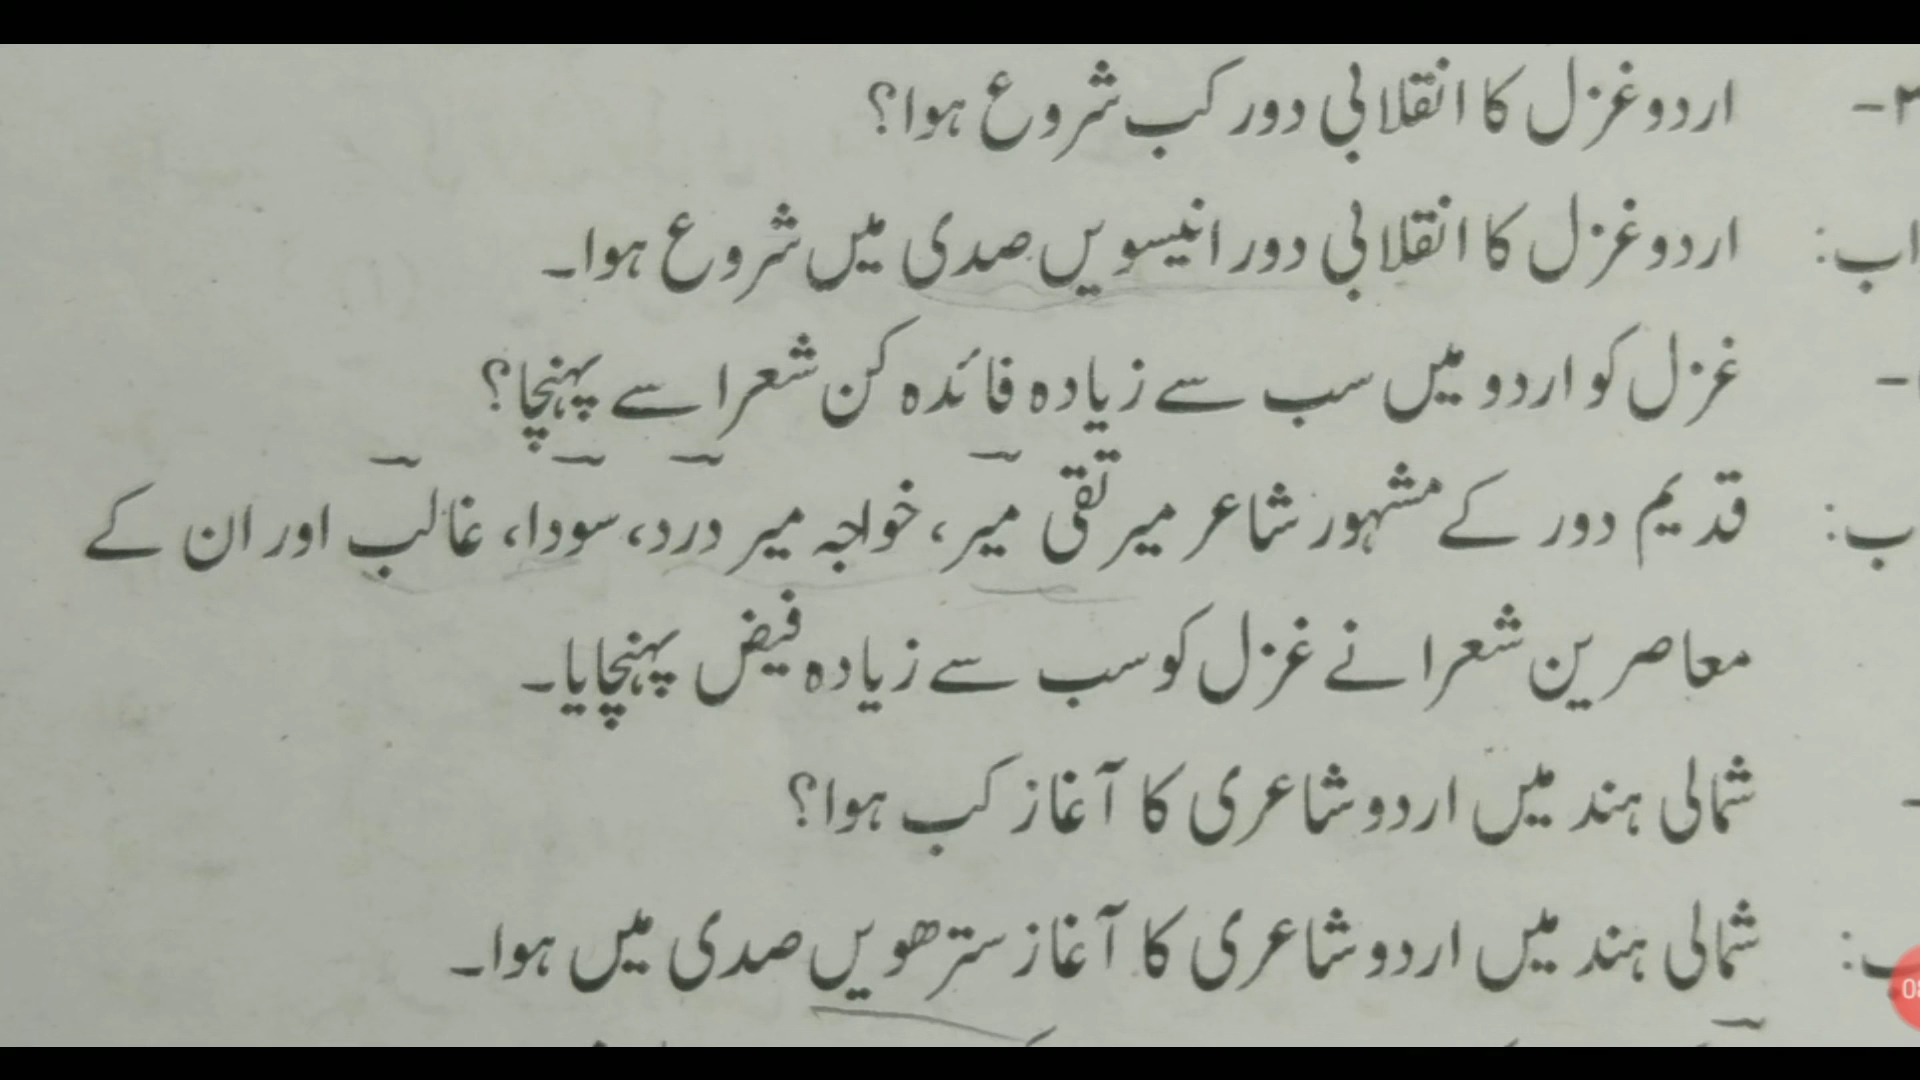 اردو غزل کا انقلابی دور کب شروع ہوا؟
اردو غزل کا انقلابی دور انیسویں صدی میں شروع ہوا۔
غزل کو اردو میں سب سے زیادہ فائدہ کن شعرا سے پہنچا؟
قدیم دور کے مشہور شاعر میر تقی میرؔ، خواجہ میر دردؔ، سوداؔ، غالبؔ اور ان کے
معاصرین شعرا نے غزل کو سب سے زیادہ فیض پہنچایا۔
شمالی ہند میں اردو شاعری کا آغاز کب ہوا؟
شمالی ہند میں اردو شاعری کا آغاز سترھویں صدی میں ہوا۔